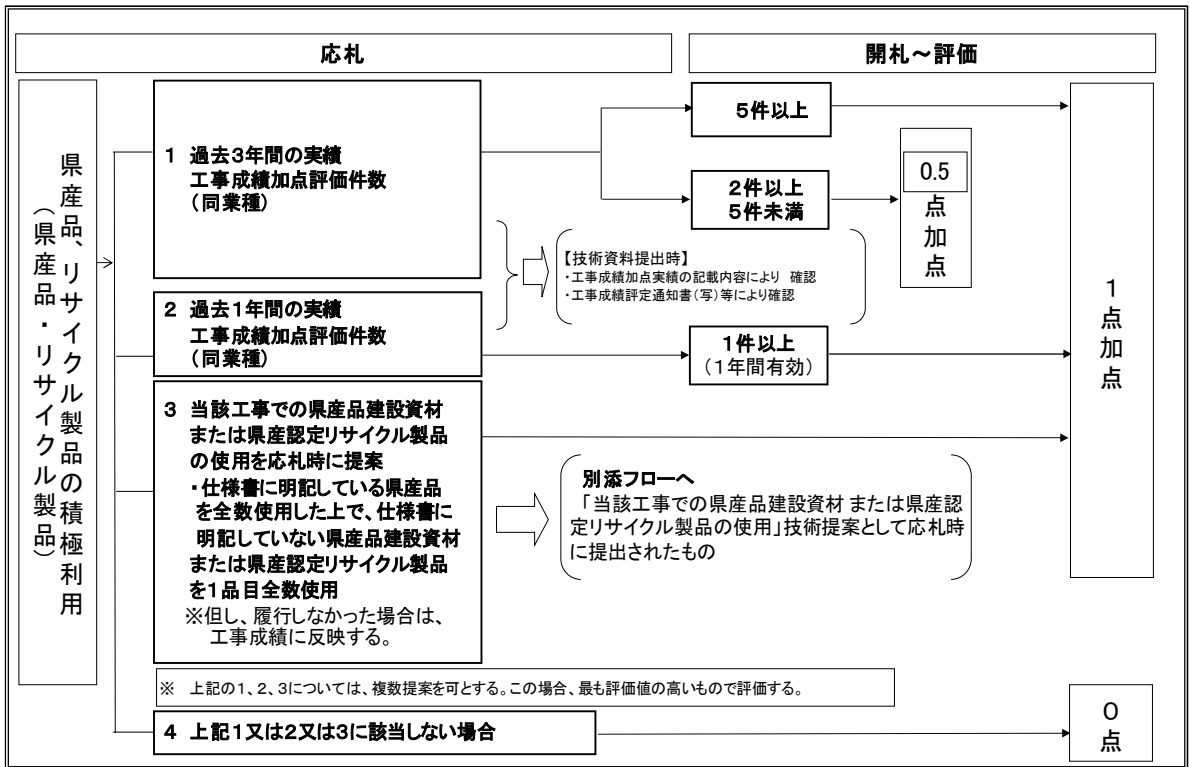 応札
開札～評価
県産品、リサイクル製品の積極利用
（県産品・リサイクル製品）
1 過去3年間の実績
工事成績加点評価件数
（同業種）
5件以上
2件以上
5件未満
0.5
点加点
【技術資料提出時】
・工事成績加点実績の記載内容により 確認
・工事成績評定通知書（写）等により確認
2 過去1年間の実績
工事成績加点評価件数
（同業種）
1件以上
（1年間有効）
1点加点
3 当該工事での県産品建設資材
または県産認定リサイクル製品
の使用を応札時に提案
・仕様書に明記している県産品
を全数使用した上で、仕様書に
明記していない県産品建設資材
または県産認定リサイクル製品
を1品目全数使用
※但し、履行しなかった場合は、
工事成績に反映する。
別添フローへ
「当該工事での県産品建設資材 または県産認
定リサイクル製品の使用」技術提案として応札時
に提出されたもの
※ 上記の1、2、3については、複数提案を可とする。この場合、最も評価値の高いもので評価する。
4 上記1又は2又は3に該当しない場合
0点